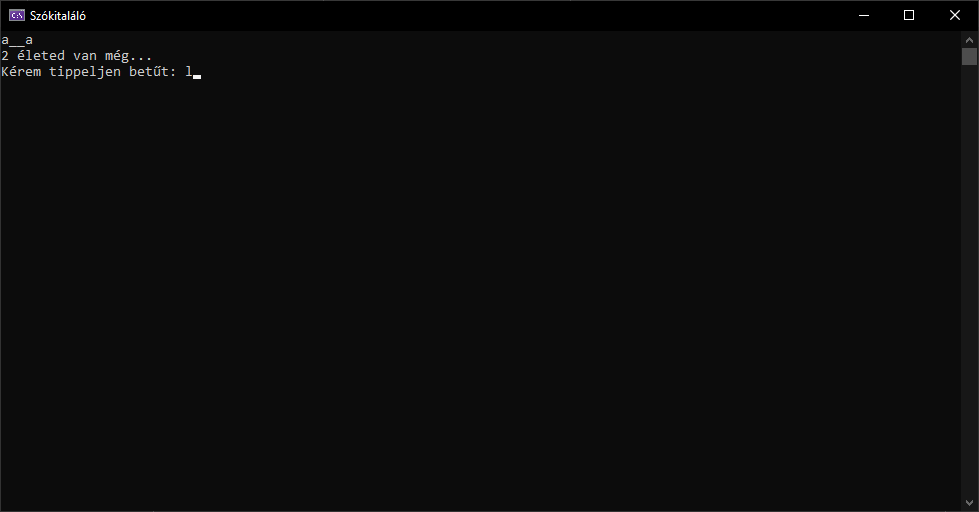 Szókitaláló
a__a
2 életed van még...
Kérem tippeljen betűt: l